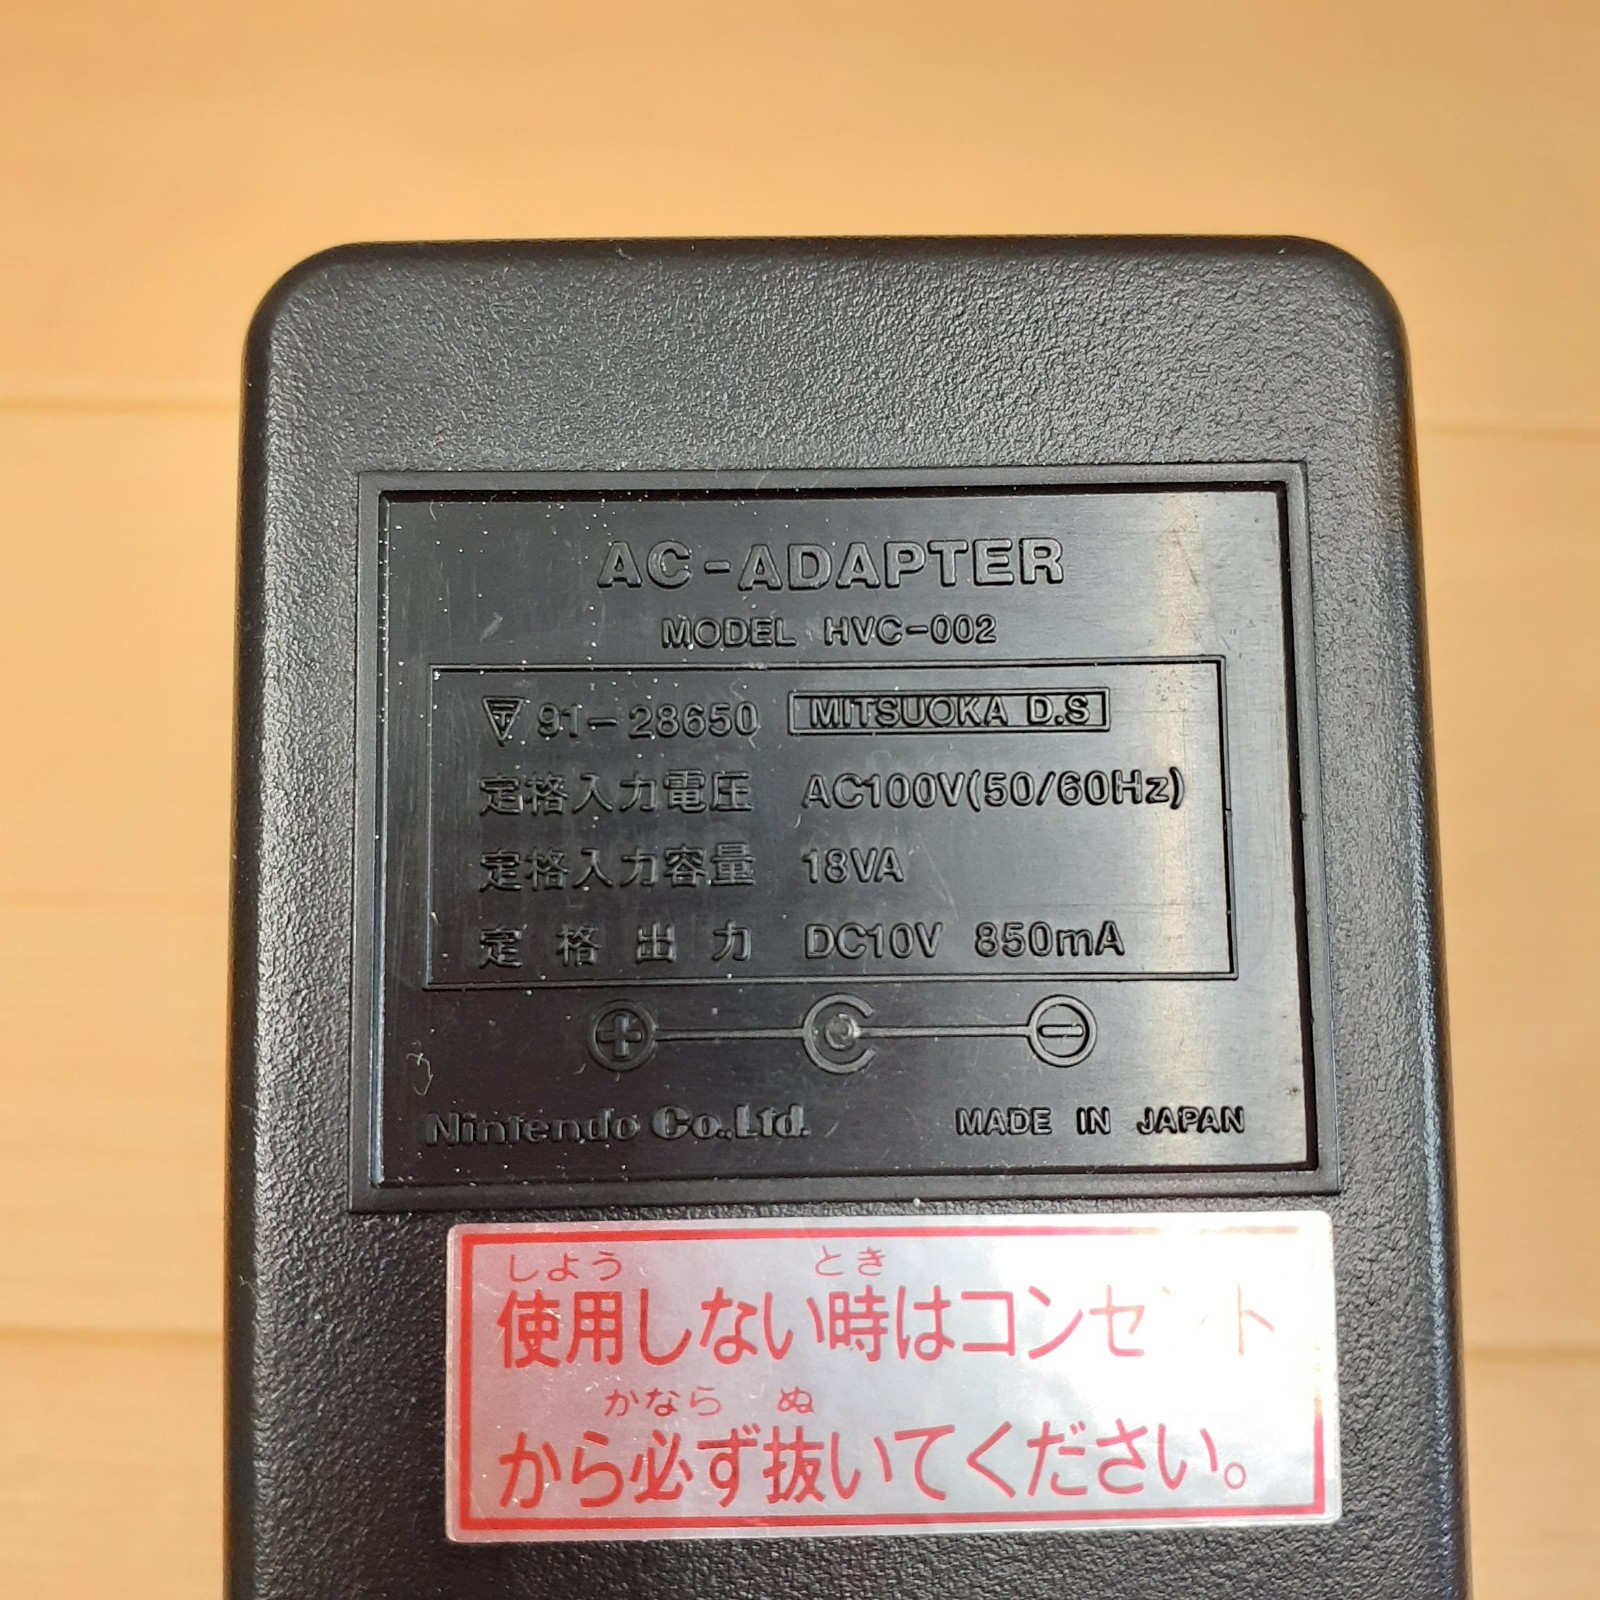 AC-ADAPTER
MODEL HVC-002
91-28650 MITSUOKA D.S
定格入力電圧 AC100V(50/60Hz)
定格入力容量 18VA
定格出力 DC10V 850mA
Nintendo Co.,Ltd. MADE IN JAPAN
しよう とき
使用しない時はコンセント
かなら ぬ
から必ず抜いてください。